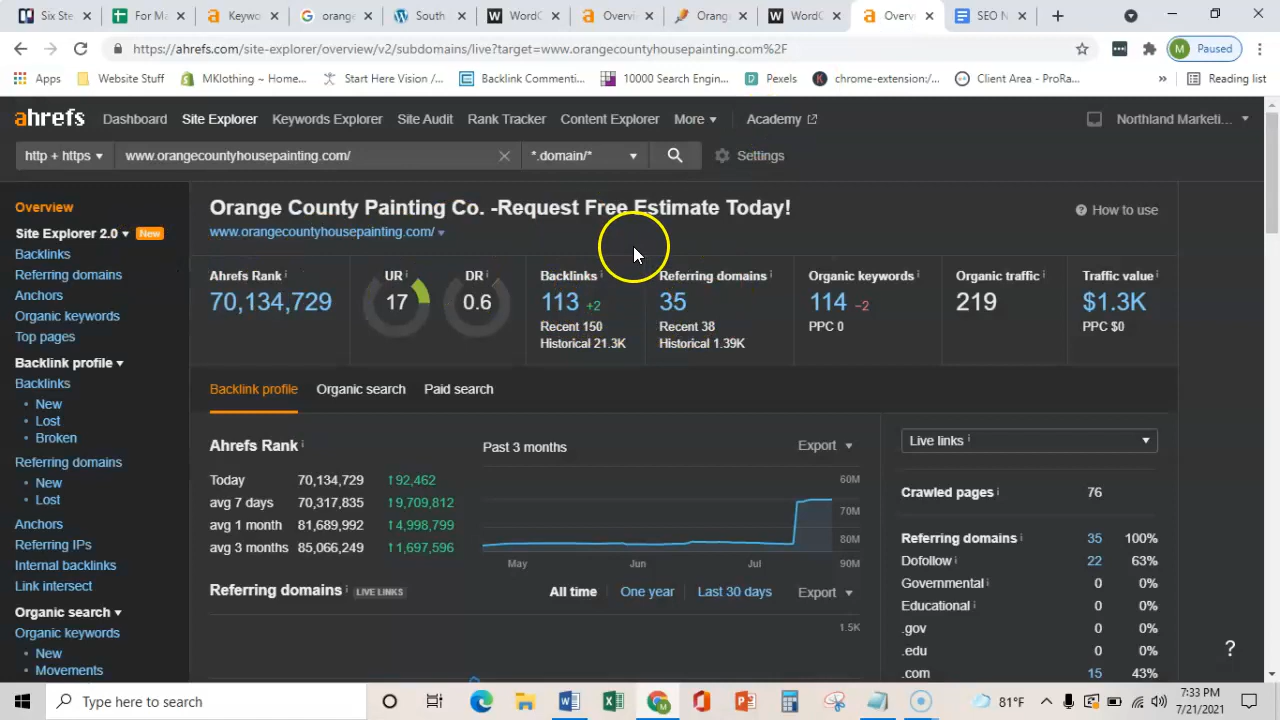 Six Ste
For Ma
Keyw
orange
South
WordC
Overvi
Orang
WordC
Overv
SEO N
https://ahrefs.com/site-explorer/overview/v2/subdomains/live?target=www.orangecountyhousepainting.com%2F
M Paused
Apps
Website Stuff
MKlothing ~ Home...
Start Here Vision /...
Backlink Commenti...
10000 Search Engin...
Pexels
chrome-extension:/...
Client Area - ProRa...
»
Reading list
ahrefs
Dashboard
Site Explorer
Keywords Explorer
Site Audit
Rank Tracker
Content Explorer
More
Academy
Northland Marketi...
http + https
www.orangecountyhousepainting.com/
*.domain/*
Settings
Overview
Site Explorer 2.0 New
Backlinks
Referring domains
Anchors
Organic keywords
Top pages
Backlink profile
Backlinks
• New
• Lost
• Broken
Referring domains
• New
• Lost
Anchors
Referring IPs
Internal backlinks
Link intersect
Organic search
Organic keywords
• New
• Movements
Orange County Painting Co. -Request Free Estimate Today!
How to use
www.orangecountyhousepainting.com/
Ahrefs Rank
70,134,729
UR
17
DR
0.6
Backlinks
113 +2
Recent 150
Historical 21.3K
Referring domains
35
Recent 38
Historical 1.39K
Organic keywords
114 –2
PPC 0
Organic traffic
219
Traffic value
$1.3K
PPC $0
Backlink profile
Organic search
Paid search
Ahrefs Rank
Today 70,134,729 ↑92,462
avg 7 days 70,317,835 ↑9,709,812
avg 1 month 81,689,992 ↑4,998,799
avg 3 months 85,066,249 ↑1,697,596
Past 3 months
Export
60M
70M
80M
90M
May Jun Jul
Referring domains LIVE LINKS
All time One year Last 30 days Export
1.5K
Live links
Crawled pages 76
Referring domains 35 100%
Dofollow 22 63%
Governmental 0 0%
Educational 0 0%
.gov 0 0%
.edu 0 0%
.com 15 43%
?
Type here to search
81°F
7:33 PM
7/21/2021